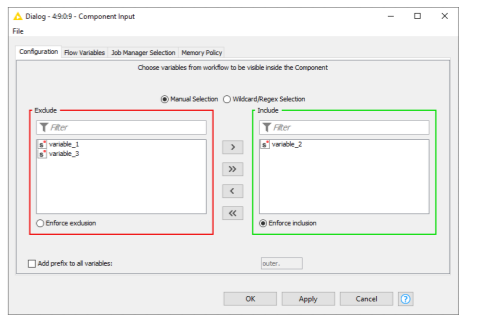 Dialog - 4:9:0:9 - Component Input
File
Configuration Flow Variables Job Manager Selection Memory Policy
Choose variables from workflow to be visible inside the Component
Manual Selection Wildcard/Regex Selection
Exclude
Filter
s variable_1
s variable_3
Enforce exclusion
>
>>
<
<<
Include
Filter
s variable_2
Enforce inclusion
Add prefix to all variables:
outer.
OK Apply Cancel ?